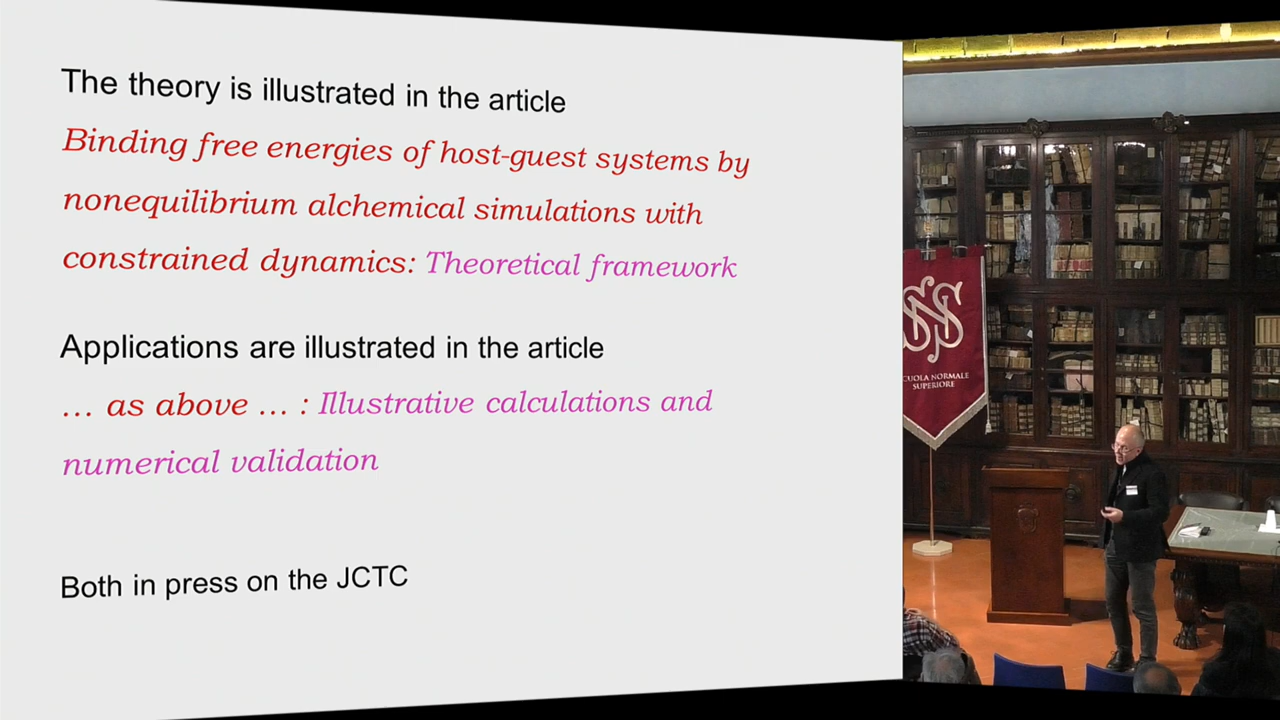 The theory is illustrated in the article
Binding free energies of host-guest systems by
nonequilibrium alchemical simulations with
constrained dynamics: Theoretical framework
Applications are illustrated in the article
... as above ... : Illustrative calculations and
numerical validation
Both in press on the JCTC
SNS
CUOLA NORMALE
SUPERIORE